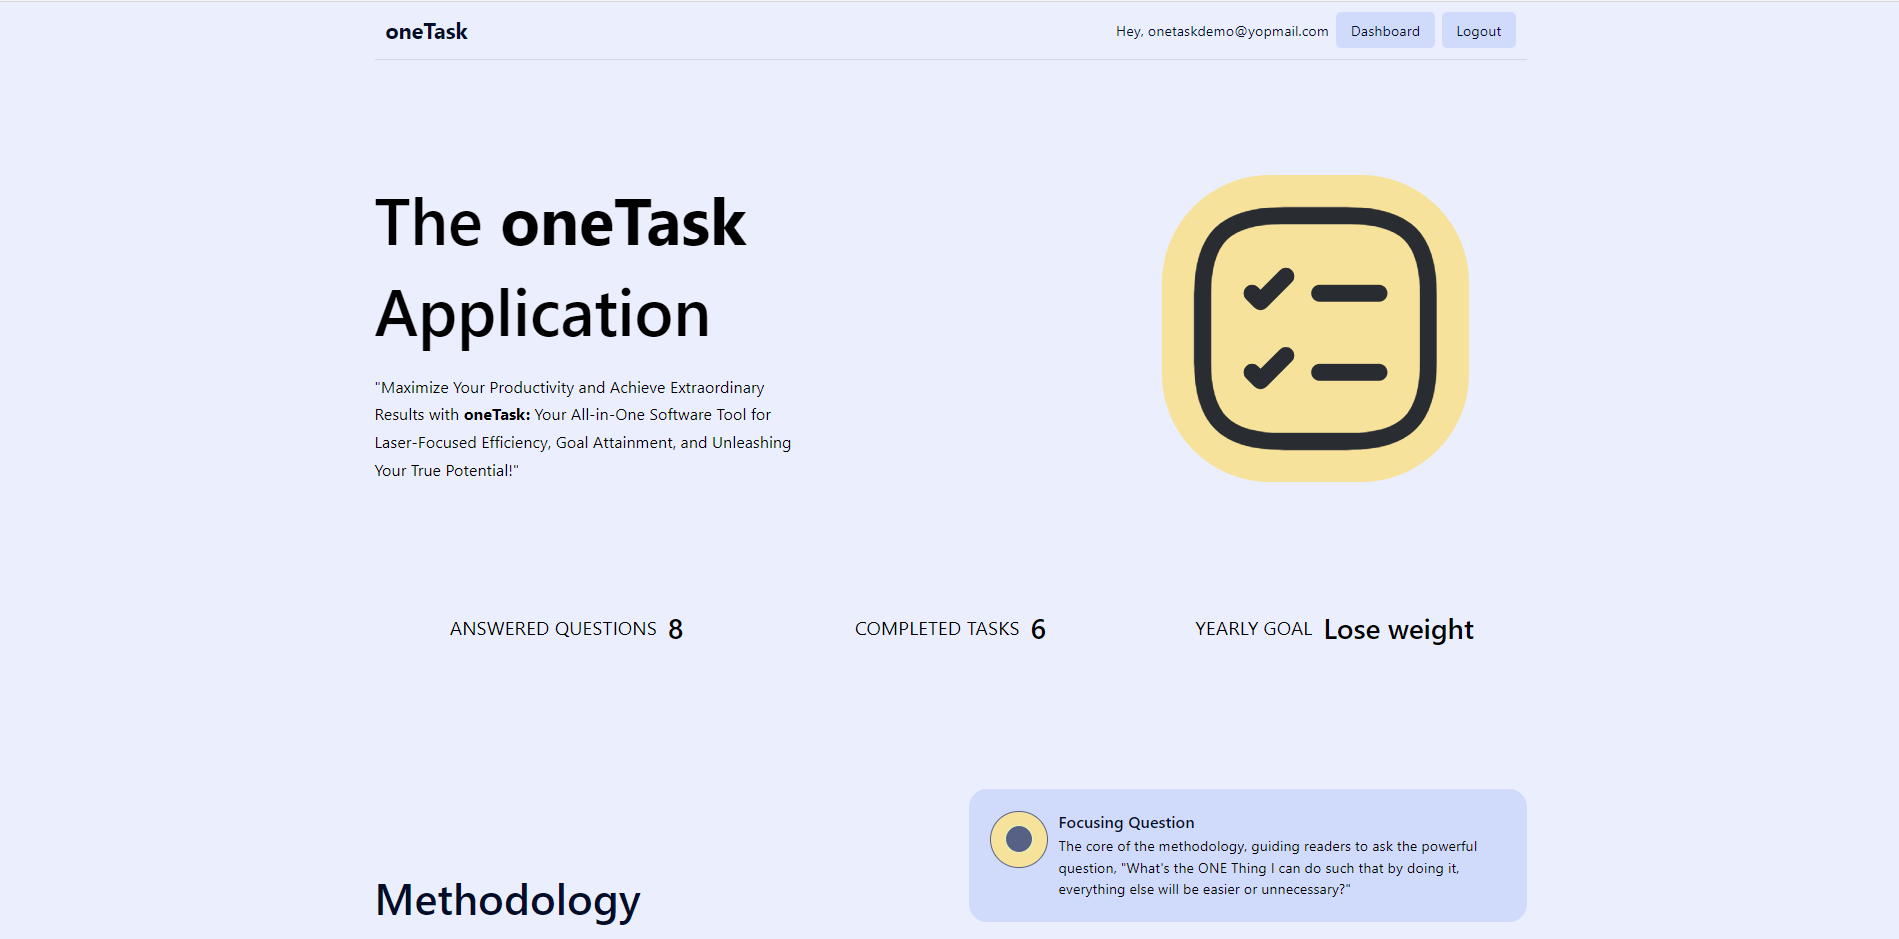 oneTask
Hey, onetaskdemo@yopmail.com
Dashboard
Logout
The oneTask
Application
"Maximize Your Productivity and Achieve Extraordinary
Results with oneTask: Your All-in-One Software Tool for
Laser-Focused Efficiency, Goal Attainment, and Unleashing
Your True Potential!"
ANSWERED QUESTIONS 8
COMPLETED TASKS 6
YEARLY GOAL Lose weight
Methodology
Focusing Question
The core of the methodology, guiding readers to ask the powerful
question, "What's the ONE Thing I can do such that by doing it,
everything else will be easier or unnecessary?"